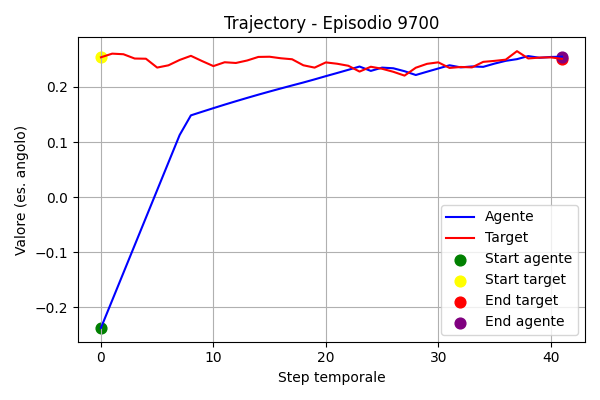 Trajectory - Episodio 9700
Valore (es. angolo)
0.2
0.1
0.0
−0.1
−0.2
0
10
20
30
40
Step temporale
Agente
Target
Start agente
Start target
End target
End agente